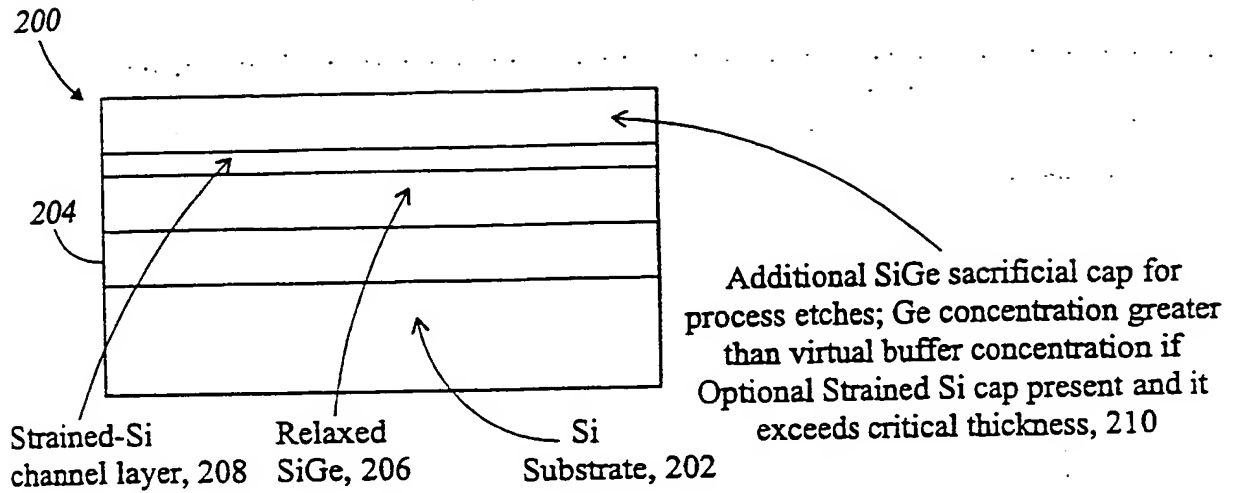 200
204
Additional SiGe sacrificial cap for
process etches; Ge concentration greater
than virtual buffer concentration if
Optional Strained Si cap present and it
exceeds critical thickness, 210
Strained-Si
channel layer, 208
Relaxed
SiGe, 206
Si
Substrate, 202